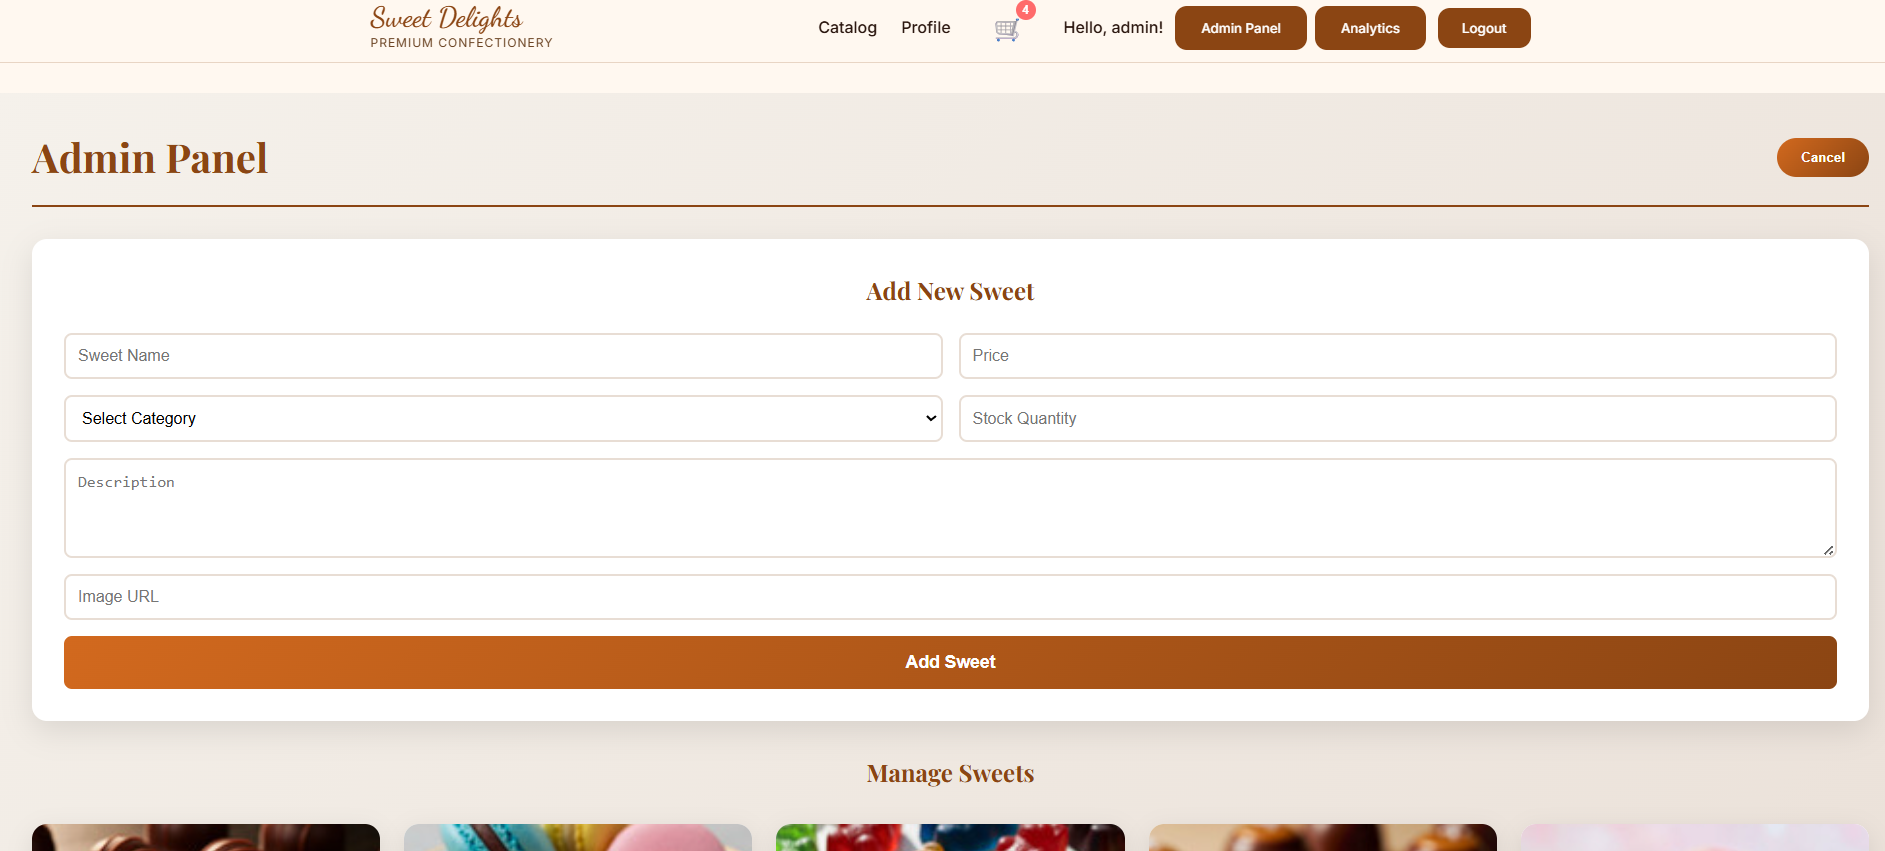 Sweet Delights
PREMIUM CONFECTIONERY
Catalog Profile 4 Hello, admin! Admin Panel Analytics Logout
Admin Panel
Cancel
Add New Sweet
Sweet Name Price
Select Category Stock Quantity
Description
Image URL
Add Sweet
Manage Sweets